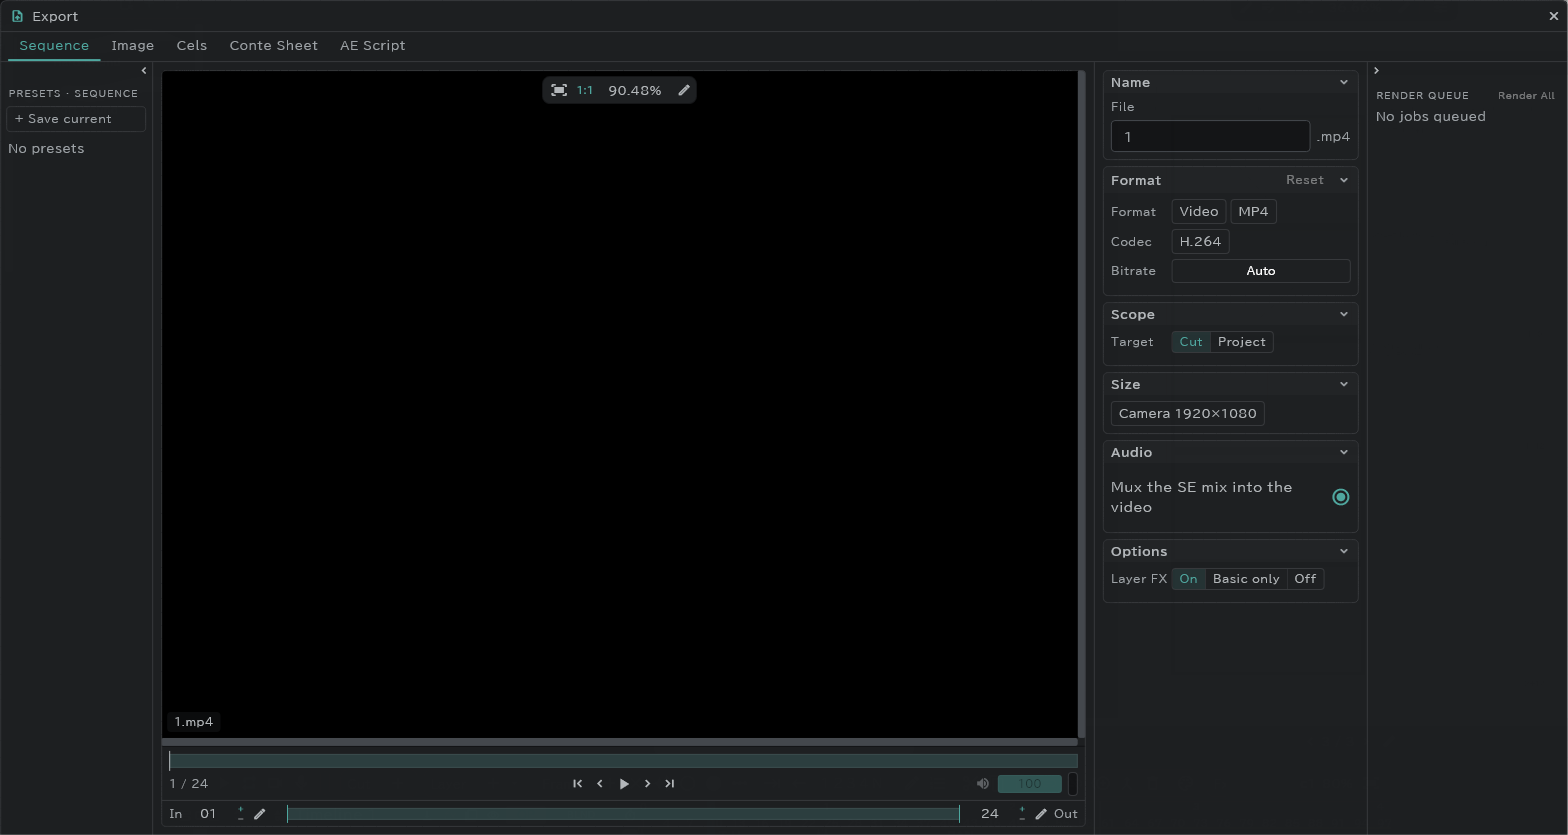 Export
Sequence Image Cels Conte Sheet AE Script
PRESETS · SEQUENCE
+ Save current
No presets
1:1 90.48%
1.mp4
1 / 24
100
In 01 24 Out
Name
File
1 .mp4
Format Reset
Format Video MP4
Codec H.264
Bitrate Auto
Scope
Target Cut Project
Size
Camera 1920×1080
Audio
Mux the SE mix into the
video
Options
Layer FX On Basic only Off
RENDER QUEUE Render All
No jobs queued